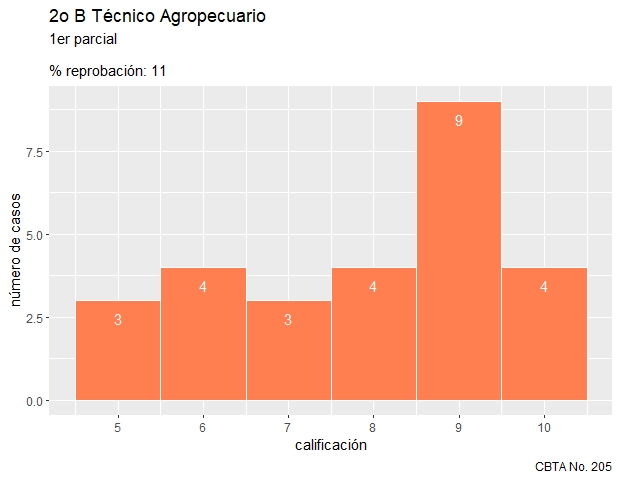 2o B Técnico Agropecuario
1er parcial
% reprobación: 11
número de casos
7.5
5.0
2.5
0.0
3
4
3
4
9
4
5 6 7 8 9 10
calificación
CBTA No. 205